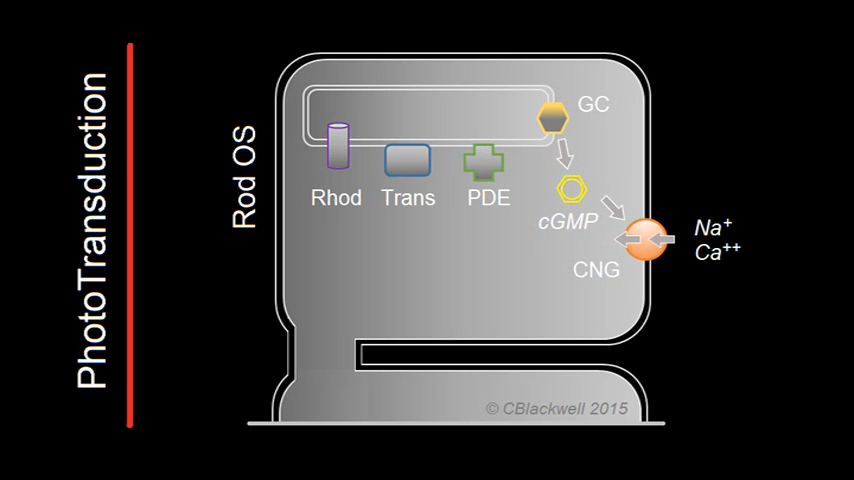 PhotoTransduction
Rod OS
GC
Rhod
Trans
PDE
cGMP
Na⁺
Ca⁺⁺
CNG
© CBlackwell 2015